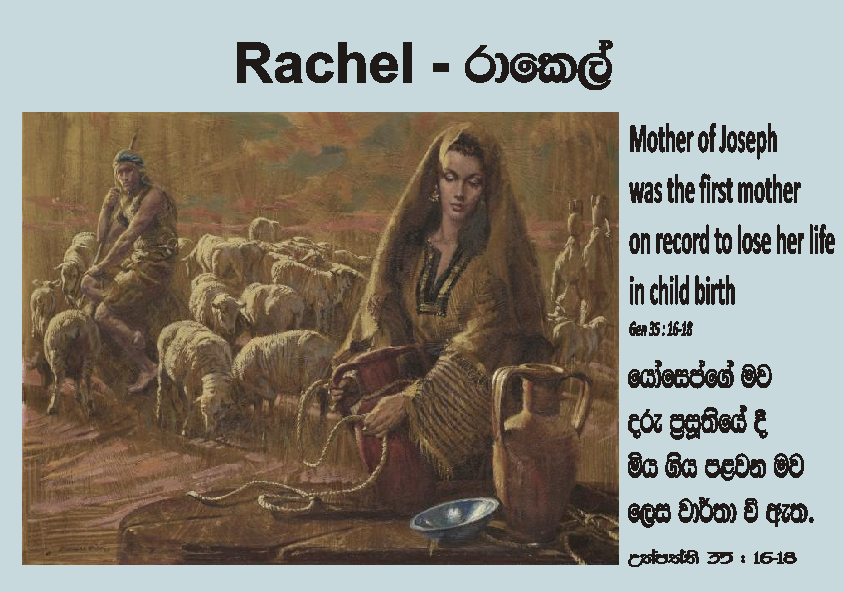 Rachel - රාකෙල්
Mother of Joseph
was the first mother
on record to lose her life
in child birth
Gen 35 : 16-18
යෝසෙප්ගේ මව
දරු ප්‍රසූතියේ දී
මිය ගිය පළවන මව
ලෙස වාර්තා වී ඇත.
උත්පත්ති 35 : 16-18